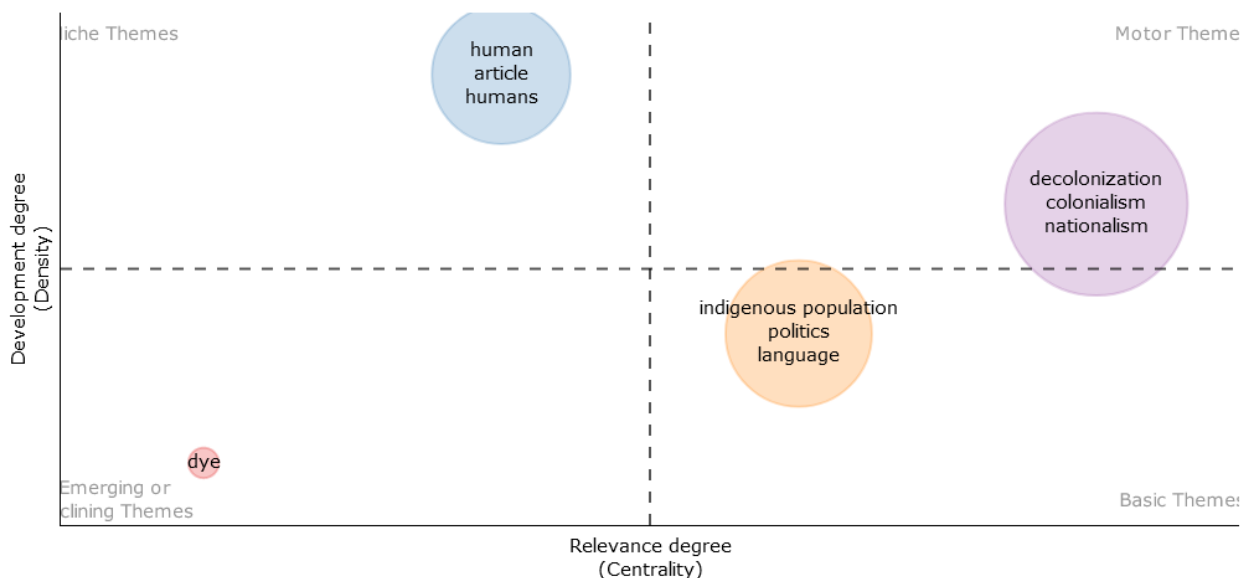 liche Themes
Motor Theme
human
article
humans
decolonization
colonialism
nationalism
indigenous population
politics
language
dye
Emerging or
clining Themes
Basic Themes
Development degree
(Density)
Relevance degree
(Centrality)